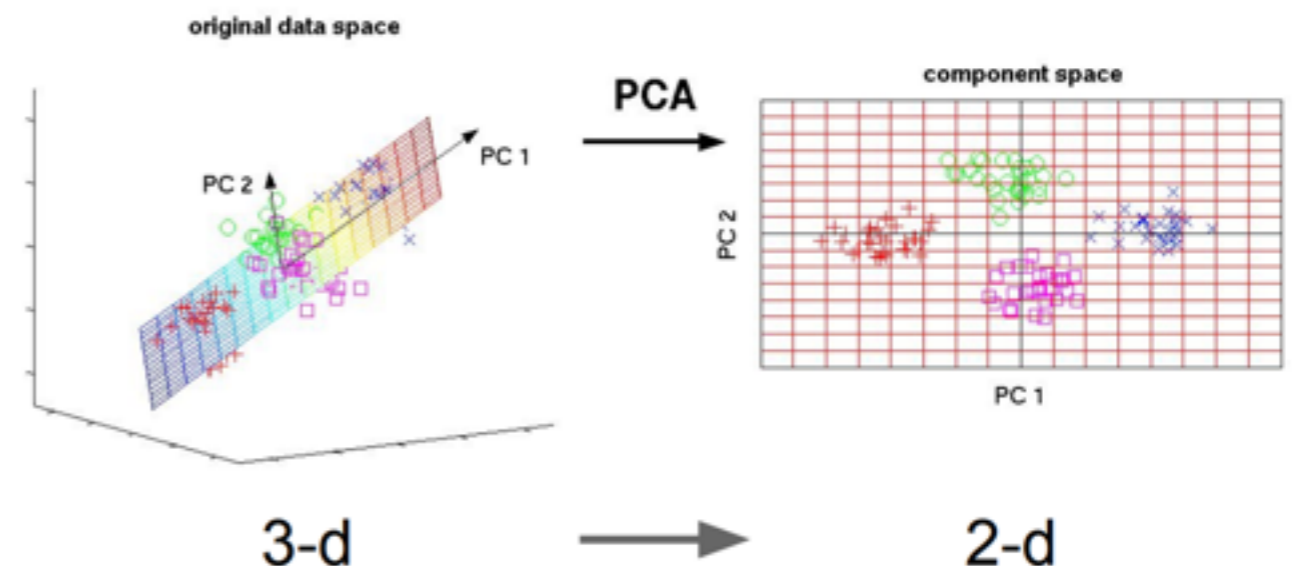 original data space
PC 1
PC 2
PCA
component space
PC 2
PC 1
3-d
2-d